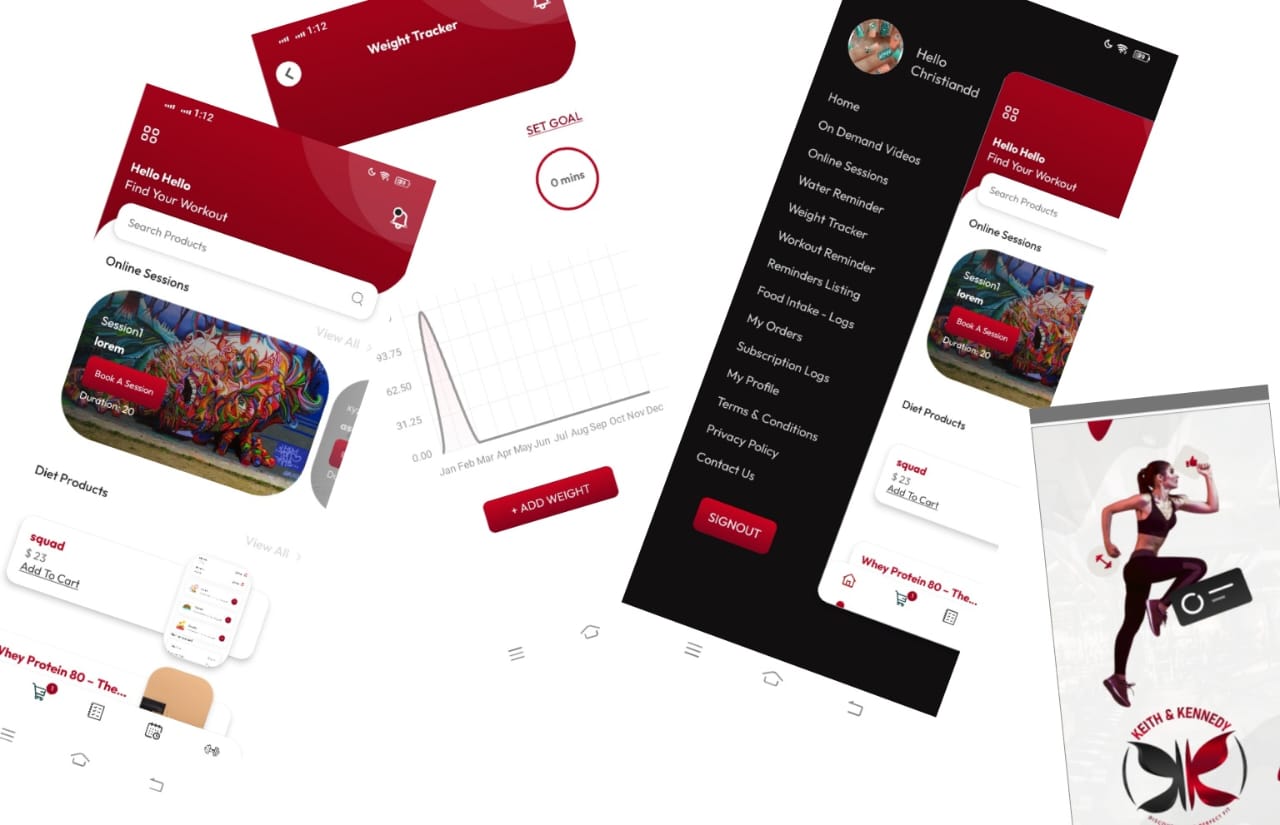 1:12
Weight Tracker
SET GOAL
0 mins
93.75
62.50
31.25
0.00
Jan Feb Mar Apr May Jun Jul Aug Sep Oct Nov Dec
+ ADD WEIGHT
1:12
Hello Hello
Find Your Workout
Search Products
Online Sessions
View All >
Session1
lorem
Book A Session
Duration: 20
Diet Products
View All >
squad
$ 23
Add To Cart
Whey Protein 80 – The...
Hello
Christiandd
Home
On Demand Videos
Online Sessions
Water Reminder
Weight Tracker
Workout Reminder
Reminders Listing
Food Intake - Logs
My Orders
Subscription Logs
My Profile
Terms & Conditions
Privacy Policy
Contact Us
SIGNOUT
Hello Hello
Find Your Workout
Search Products
Online Sessions
Session1
lorem
Book A Session
Duration: 20
Diet Products
squad
$ 23
Add To Cart
Whey Protein 80 – The...
KEITH & KENNEDY